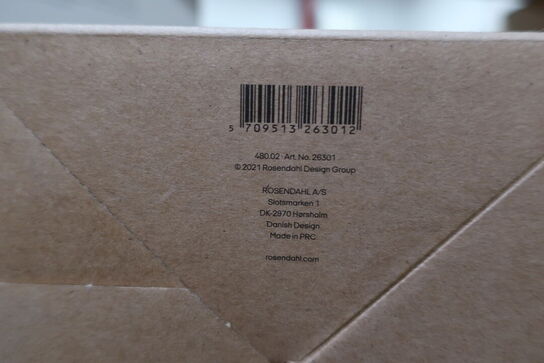 5 709513 263012
480.02 · Art. No. 26301
© 2021 Rosendahl Design Group
ROSENDAHL A/S
Slotsmarken 1
DK-2970 Hørsholm
Danish Design
Made in PRC
rosendahl.com